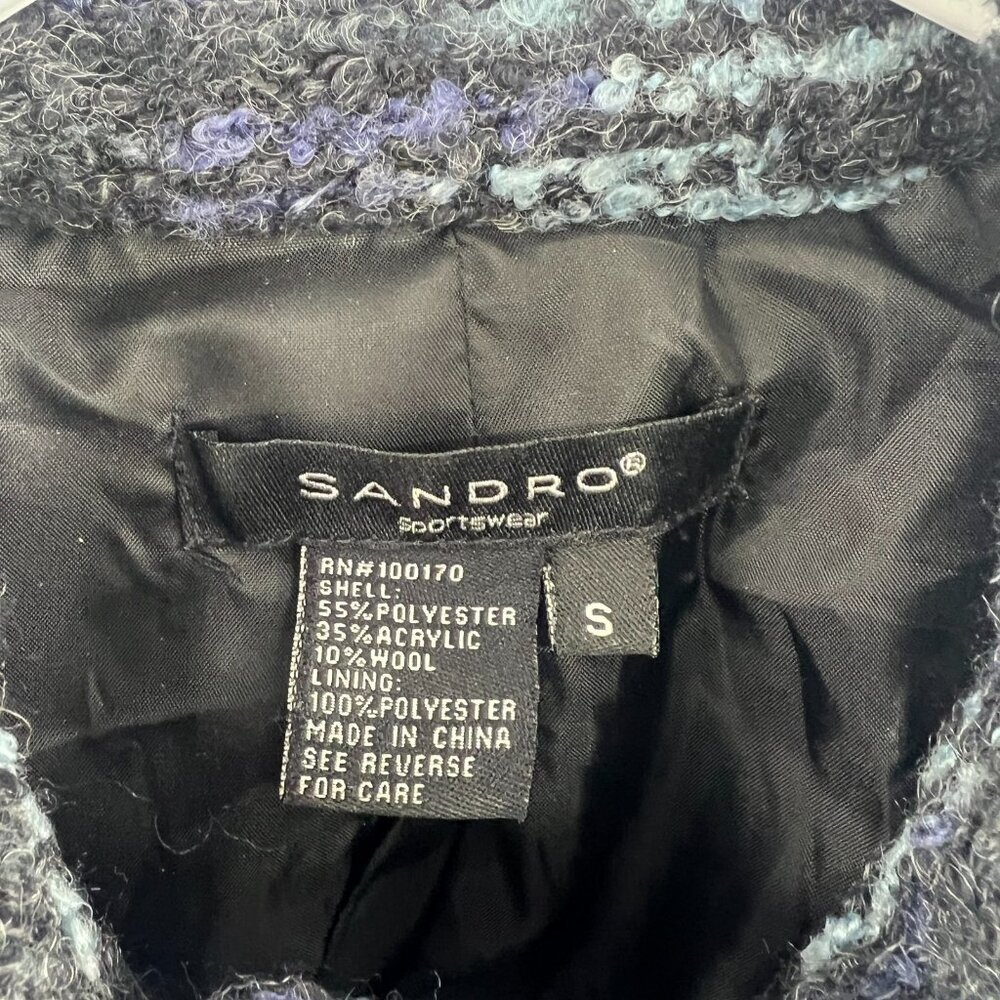 SANDRO®
Sportswear
RN#100170
SHELL:
55%POLYESTER
35%ACRYLIC
10%WOOL
LINING:
100%POLYESTER
MADE IN CHINA
SEE REVERSE
FOR CARE
S